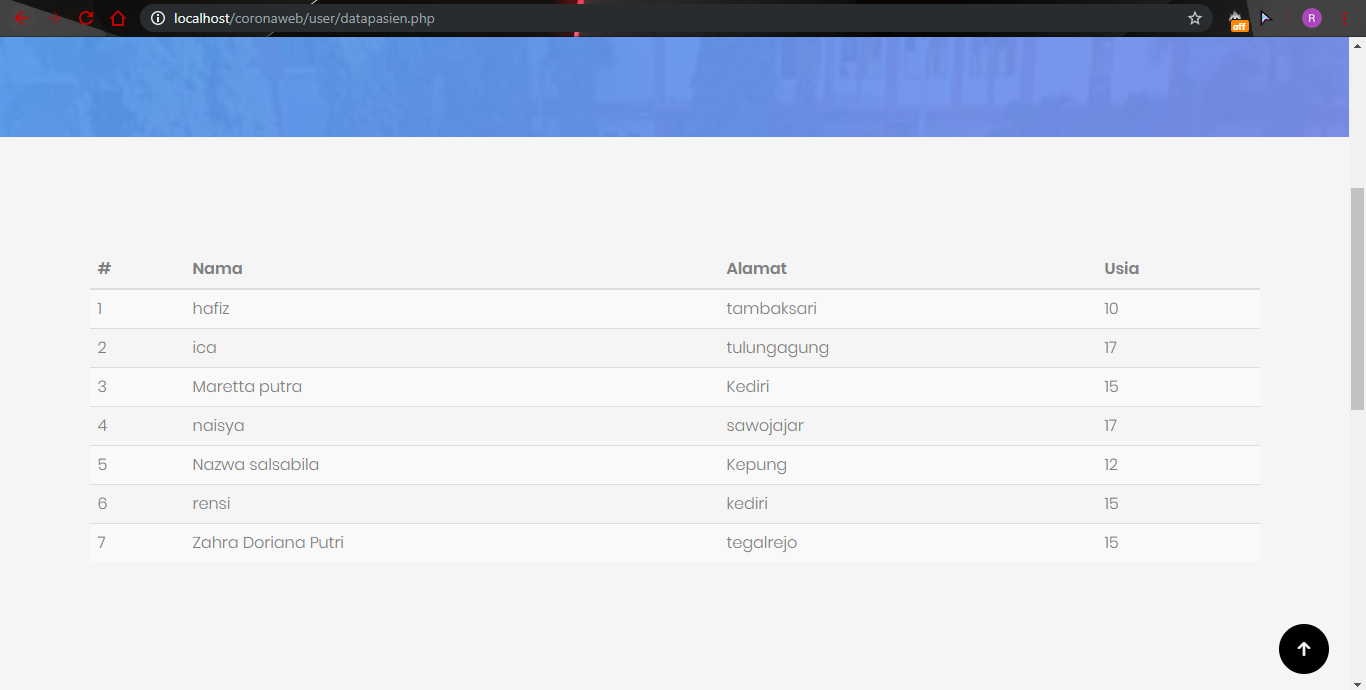 localhost/coronaweb/user/datapasien.php
off
R
# Nama Alamat Usia
1 hafiz tambaksari 10
2 ica tulungagung 17
3 Maretta putra Kediri 15
4 naisya sawojajar 17
5 Nazwa salsabila Kepung 12
6 rensi kediri 15
7 Zahra Doriana Putri tegalrejo 15